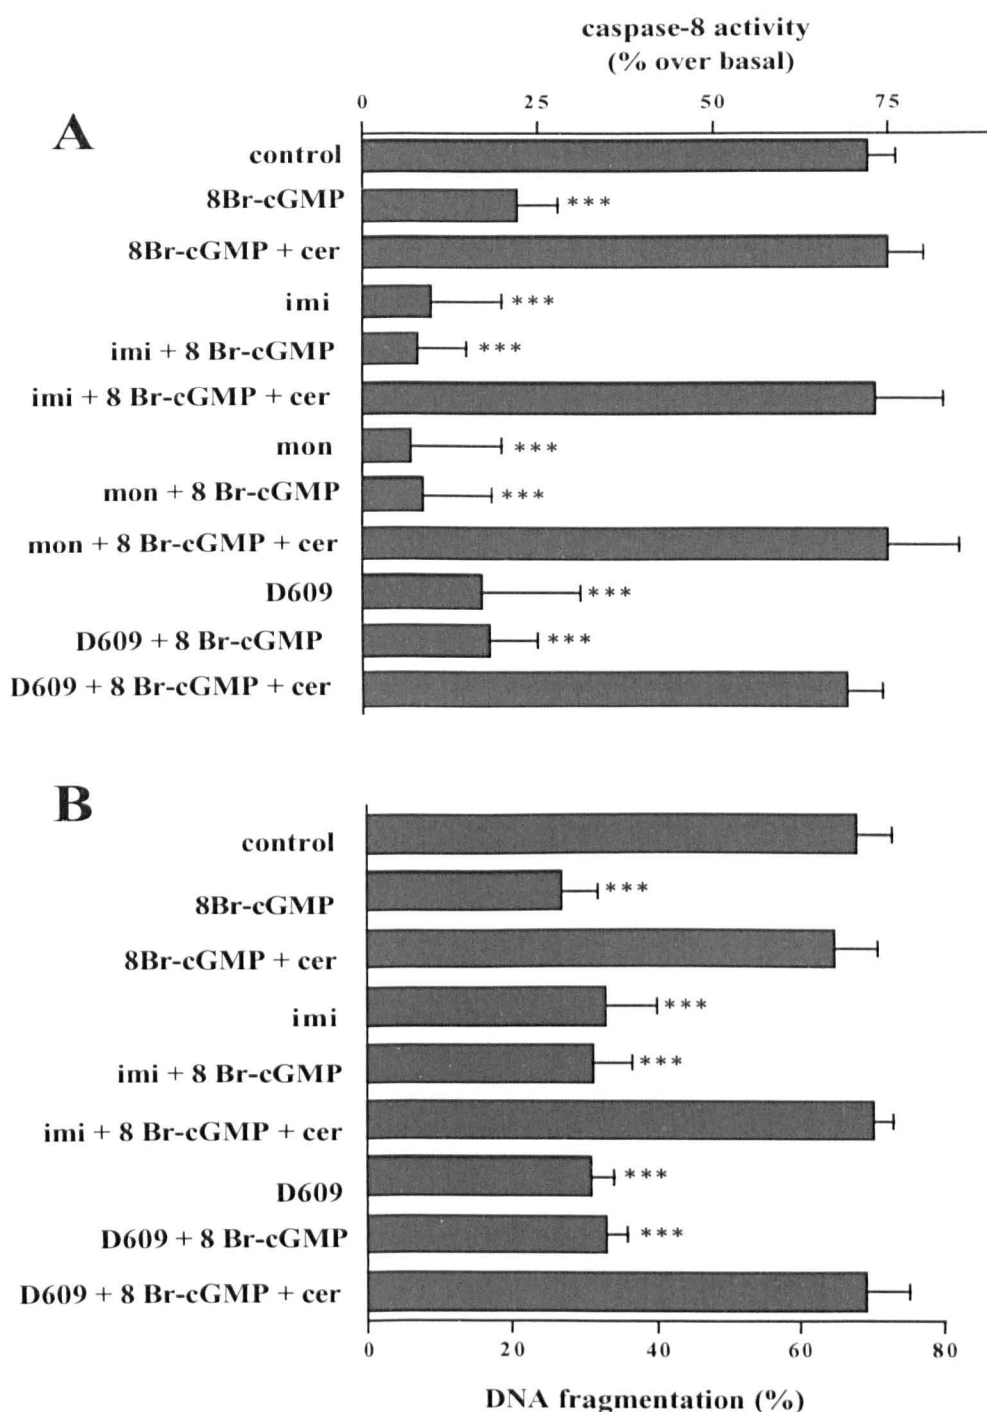 caspase-8 activity
(% over basal)
0 25 50 75
A
control
8Br-cGMP ***
8Br-cGMP + cer
imi ***
imi + 8 Br-cGMP ***
imi + 8 Br-cGMP + cer
mon ***
mon + 8 Br-cGMP ***
mon + 8 Br-cGMP + cer
D609 ***
D609 + 8 Br-cGMP ***
D609 + 8 Br-cGMP + cer
B
control
8Br-cGMP ***
8Br-cGMP + cer
imi ***
imi + 8 Br-cGMP ***
imi + 8 Br-cGMP + cer
D609 ***
D609 + 8 Br-cGMP ***
D609 + 8 Br-cGMP + cer
0 20 40 60 80
DNA fragmentation (%)